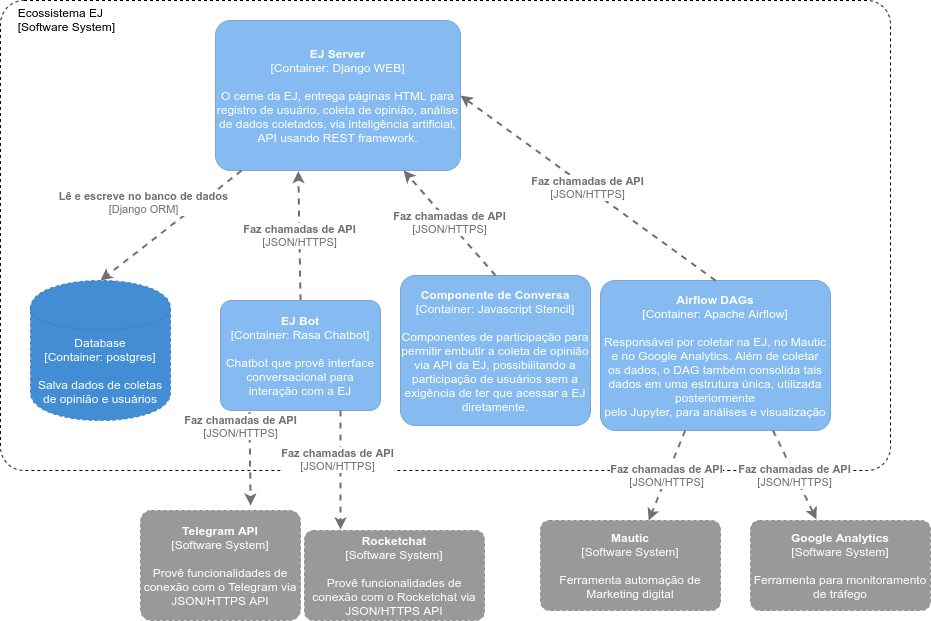 Ecossistema EJ
[Software System]
EJ Server
[Container: Django WEB]
O cerne da EJ, entrega páginas HTML para
registro de usuário, coleta de opinião, análise
de dados coletados, via inteligência artificial,
API usando REST framework.
Lê e escreve no banco de dados
[Django ORM]
Faz chamadas de API
[JSON/HTTPS]
Faz chamadas de API
[JSON/HTTPS]
Faz chamadas de API
[JSON/HTTPS]
Database
[Container: postgres]
Salva dados de coletas
de opinião e usuários
EJ Bot
[Container: Rasa Chatbot]
Chatbot que provê interface
conversacional para
interação com a EJ
Componente de Conversa
[Container: Javascript Stencil]
Componentes de participação para
permitir embutir a coleta de opinião
via API da EJ, possibilitando a
participação de usuários sem a
exigência de ter que acessar a EJ
diretamente.
Airflow DAGs
[Container: Apache Airflow]
Responsável por coletar na EJ, no Mautic
e no Google Analytics. Além de coletar
os dados, o DAG também consolida tais
dados em uma estrutura única, utilizada
posteriormente
pelo Jupyter, para análises e visualização
Faz chamadas de API
[JSON/HTTPS]
Faz chamadas de API
[JSON/HTTPS]
Faz chamadas de API
[JSON/HTTPS]
Faz chamadas de API
[JSON/HTTPS]
Telegram API
[Software System]
Provê funcionalidades de
conexão com o Telegram via
JSON/HTTPS API
Rocketchat
[Software System]
Provê funcionalidades de
conexão com o Rocketchat via
JSON/HTTPS API
Mautic
[Software System]
Ferramenta automação de
Marketing digital
Google Analytics
[Software System]
Ferramenta para monitoramento
de tráfego